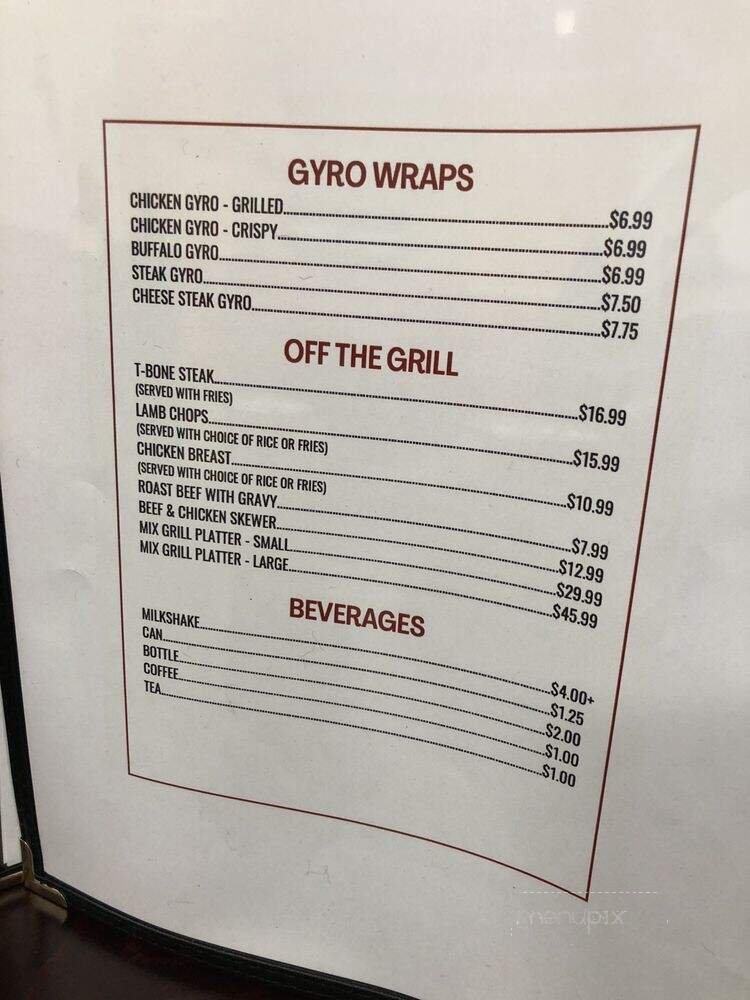 GYRO WRAPS
CHICKEN GYRO - GRILLED........$6.99
CHICKEN GYRO - CRISPY........$6.99
BUFFALO GYRO........$6.99
STEAK GYRO........$7.50
CHEESE STEAK GYRO........$7.75
OFF THE GRILL
T-BONE STEAK........$16.99
(SERVED WITH FRIES)
LAMB CHOPS........$15.99
(SERVED WITH CHOICE OF RICE OR FRIES)
CHICKEN BREAST........$10.99
(SERVED WITH CHOICE OF RICE OR FRIES)
ROAST BEEF WITH GRAVY........$7.99
BEEF & CHICKEN SKEWER........$12.99
MIX GRILL PLATTER - SMALL........$29.99
MIX GRILL PLATTER - LARGE........$45.99
BEVERAGES
MILKSHAKE........$4.00+
CAN........$1.25
BOTTLE........$2.00
COFFEE........$1.00
TEA........$1.00
menupix